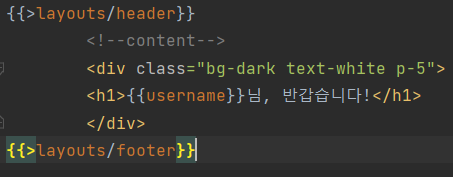 {{>layouts/header}}
<!--content-->
<div class="bg-dark text-white p-5">
<h1>{{username}}님, 반갑습니다!</h1>
</div>
{{>layouts/footer}}